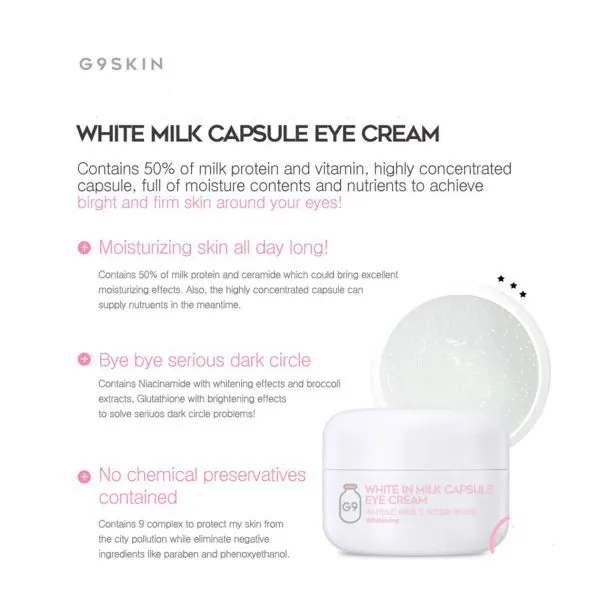 G9SKIN
WHITE MILK CAPSULE EYE CREAM
Contains 50% of milk protein and vitamin, highly concentrated
capsule, full of moisture contents and nutrients to achieve
birght and firm skin around your eyes!
Moisturizing skin all day long!
Contains 50% of milk protein and ceramide which could bring excellent
moisturizing effects. Also, the highly concentrated capsule can
supply nutruents in the meantime.
Bye bye serious dark circle
Contains Niacinamide with whitening effects and broccoli
extracts, Glutathione with brightening effects
to solve seriuos dark circle problems!
No chemical preservatives
contained
Contains 9 complex to protect my skin from
the city pollution while eliminate negative
ingredients like paraben and phenoxyethanol.
G9
WHITE IN MILK CAPSULE
EYE CREAM
Whitening